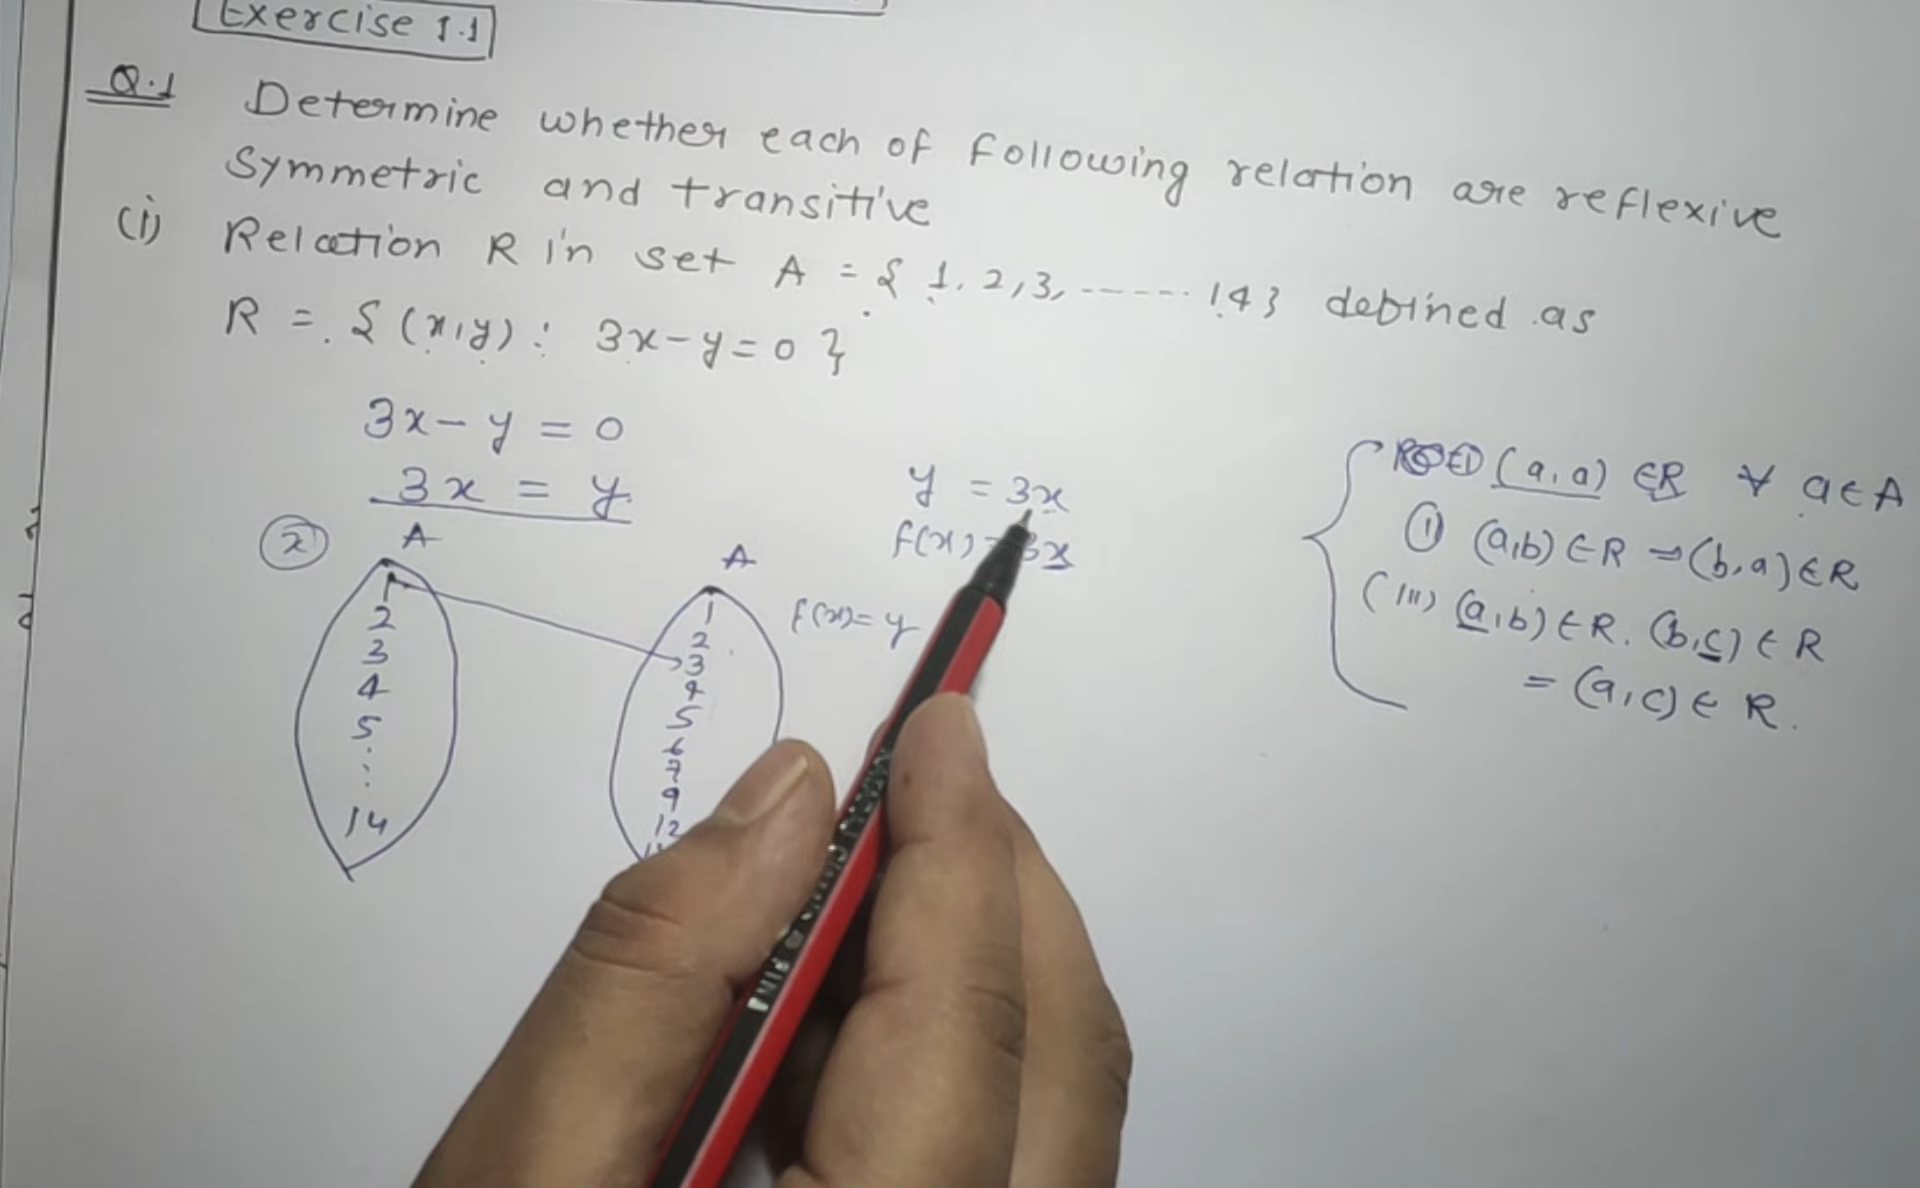 Exercise 1.1
Q.1 Determine whether each of following relation are reflexive
Symmetric and transitive
(i) Relation R in set A = { 1, 2, 3, ------ 14 } defined as
R = { (x,y) : 3x-y=0 }
3x - y = 0
3x = y
A
1
2
3
4
5
14
A
1
2
3
4
5
6
7
9
12
y = 3x
f(x) = 3x
f(x) = y
(a,a) ∈R ∀ a∈A
(a,b) ∈R ⇒ (b,a) ∈R
(iii) (a,b) ∈ R. (b,c) ∈ R
= (a,c) ∈ R.